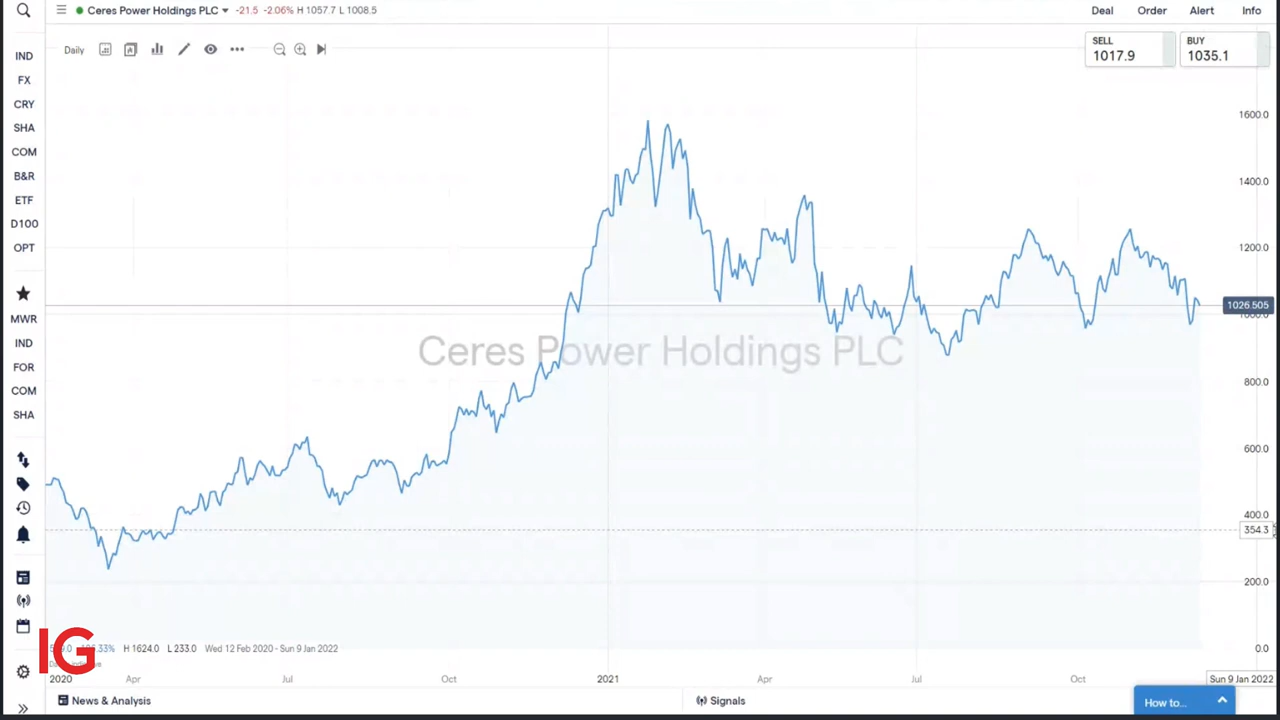 Ceres Power Holdings PLC -21.5 -2.06% H 1057.7 L 1008.5
Deal Order Alert Info
Daily
SELL
1017.9
BUY
1035.1
IND
FX
CRY
SHA
COM
B&R
ETF
D100
OPT
MWR
IND
FOR
COM
SHA
1600.0
1400.0
1200.0
1026.505
1000.0
800.0
600.0
400.0
354.3
200.0
0.0
Ceres Power Holdings PLC
H 1624.0 L 233.0 Wed 12 Feb 2020 - Sun 9 Jan 2022
IG
2020 Apr Jul Oct 2021 Apr Jul Oct Sun 9 Jan 2022
News & Analysis
Signals
How to...